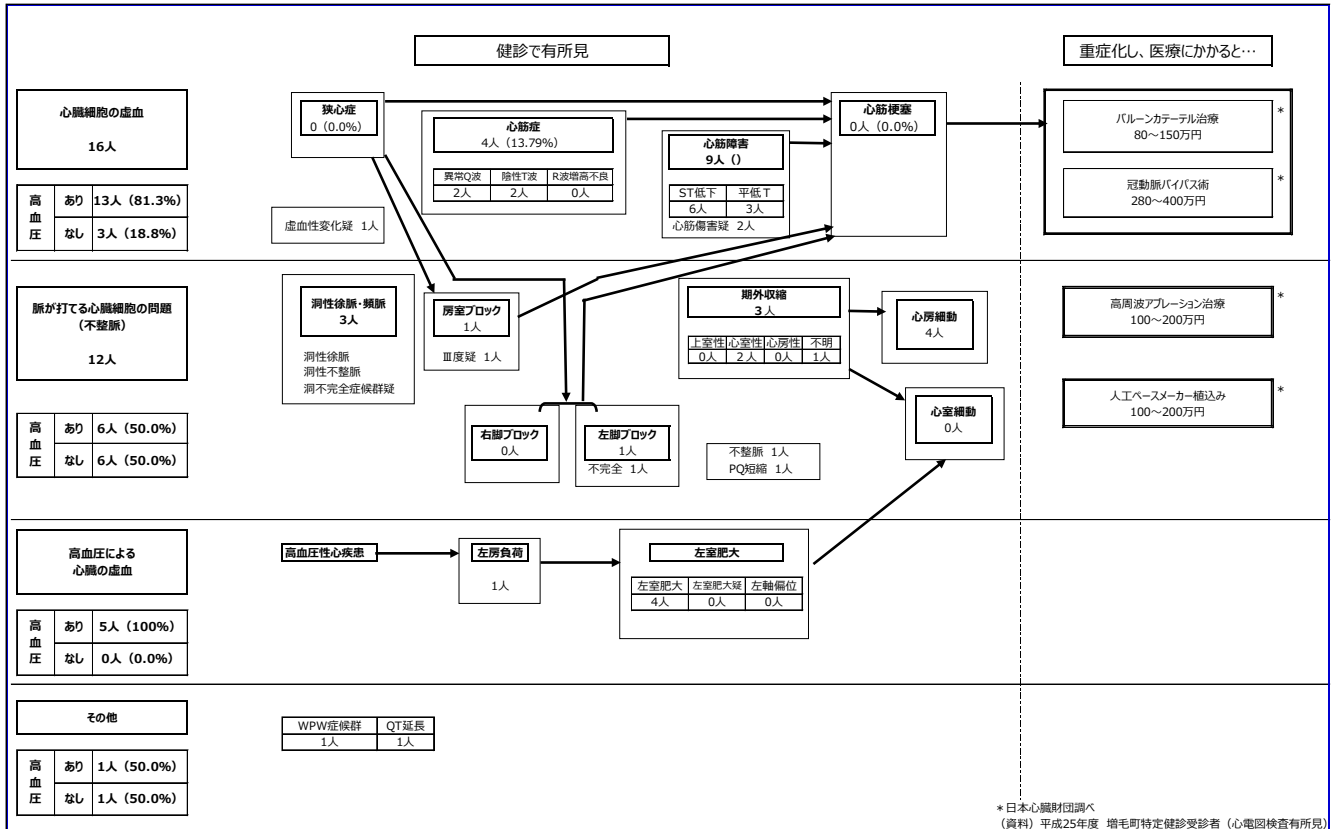 健診で有所見
重症化し、医療にかかると…
心臓細胞の虚血
16人
高血圧
あり 13人（81.3%）
なし 3人（18.8%）
狭心症
0（0.0%）
虚血性変化疑 1人
心筋症
4人（13.79%）
異常Q波 陰性T波 R波増高不良
2人 2人 0人
心筋障害
9人（）
ST低下 平低T
6人 3人
心筋傷害疑 2人
心筋梗塞
0人（0.0%）
バルーンカテーテル治療
80～150万円
*
冠動脈バイパス術
280～400万円
*
脈が打てる心臓細胞の問題
（不整脈）
12人
高血圧
あり 6人（50.0%）
なし 6人（50.0%）
洞性徐脈・頻脈
3人
洞性徐脈
洞性不整脈
洞不完全症候群疑
房室ブロック
1人
Ⅲ度疑 1人
右脚ブロック
0人
左脚ブロック
1人
不完全 1人
期外収縮
3人
上室性 心室性 心房性 不明
0人 2人 0人 1人
不整脈 1人
PQ短縮 1人
心房細動
4人
心室細動
0人
高周波アブレーション治療
100～200万円
*
人工ペースメーカー植込み
100～200万円
*
高血圧による
心臓の虚血
高血圧
あり 5人（100%）
なし 0人（0.0%）
高血圧性心疾患
左房負荷
1人
左室肥大
左室肥大 左室肥大疑 左軸偏位
4人 0人 0人
その他
高血圧
あり 1人（50.0%）
なし 1人（50.0%）
WPW症候群 QT延長
1人 1人
*日本心臓財団調べ
（資料）平成25年度 増毛町特定健診受診者（心電図検査有所見）